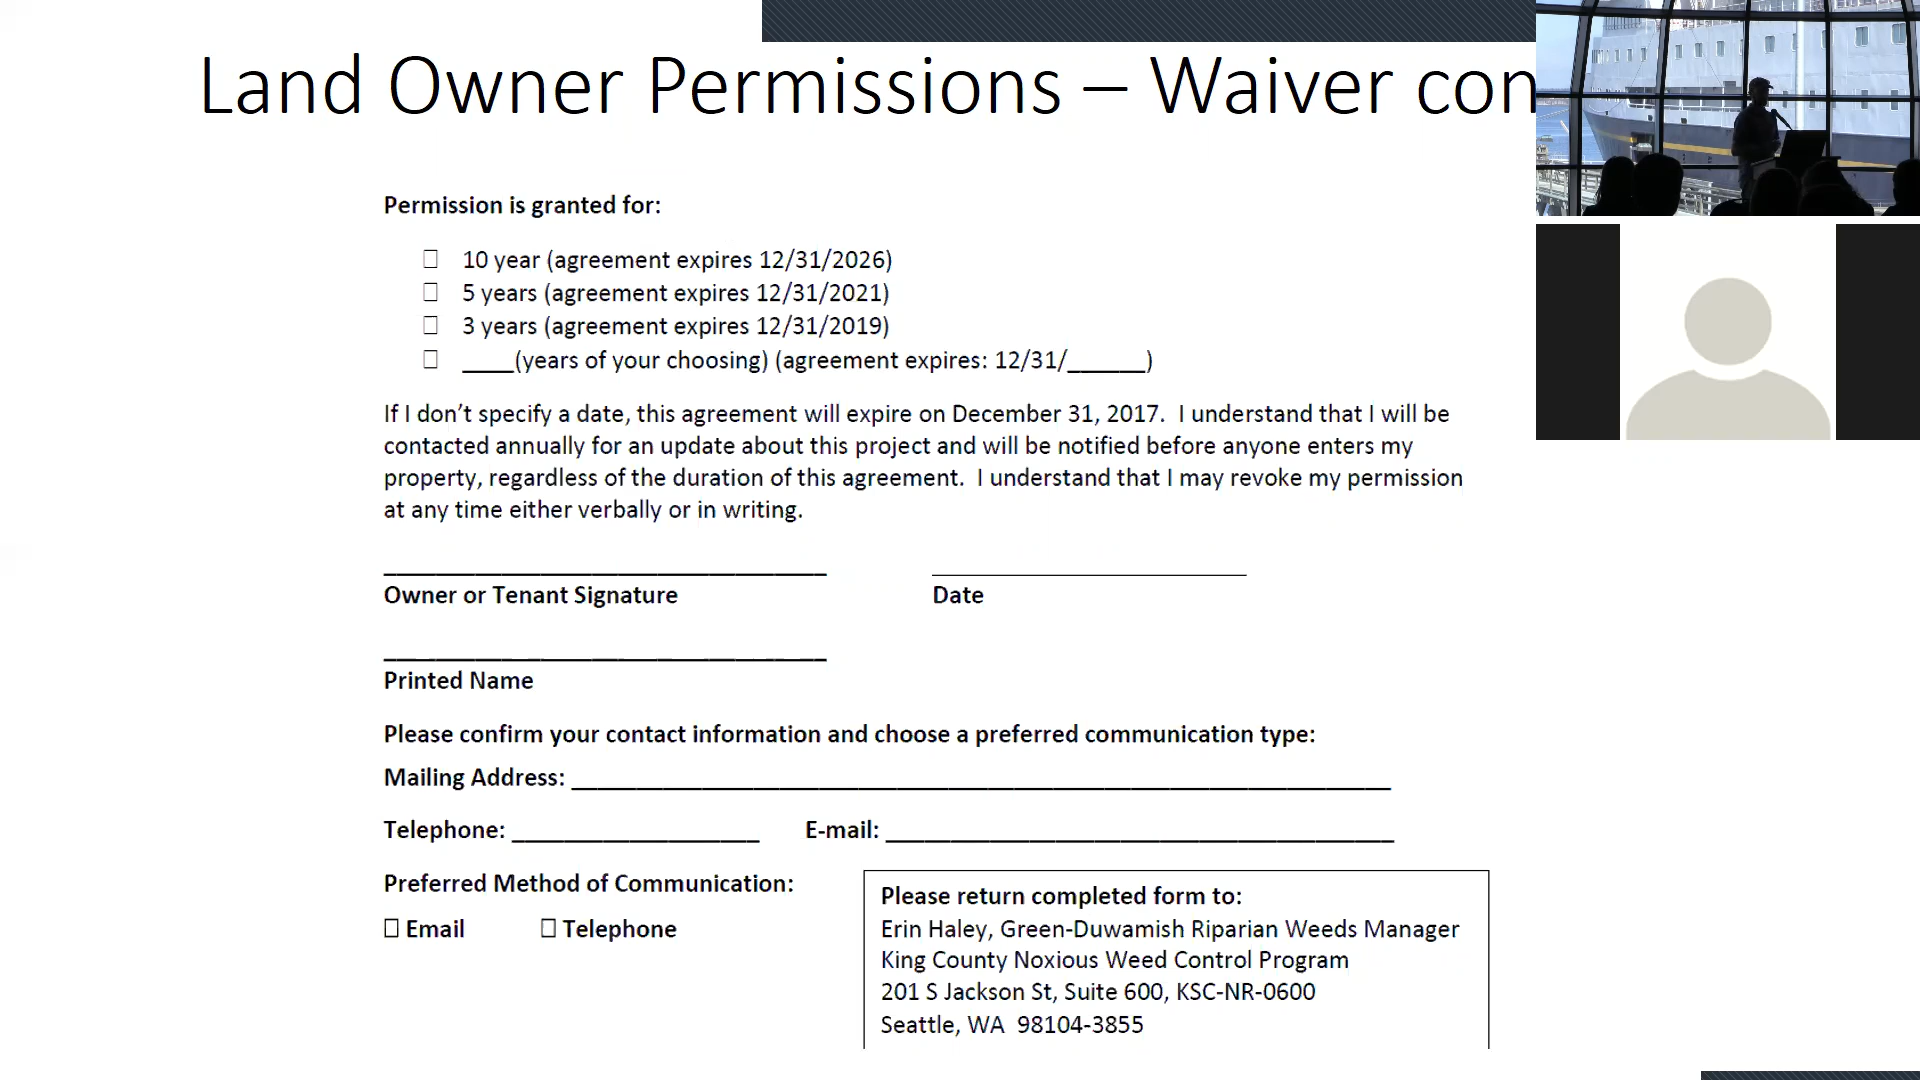 Land Owner Permissions – Waiver con
Permission is granted for:
☐ 10 year (agreement expires 12/31/2026)
☐ 5 years (agreement expires 12/31/2021)
☐ 3 years (agreement expires 12/31/2019)
☐ ____(years of your choosing) (agreement expires: 12/31/______)
If I don’t specify a date, this agreement will expire on December 31, 2017.  I understand that I will be
contacted annually for an update about this project and will be notified before anyone enters my
property, regardless of the duration of this agreement.  I understand that I may revoke my permission
at any time either verbally or in writing.
Owner or Tenant Signature
Date
Printed Name
Please confirm your contact information and choose a preferred communication type:
Mailing Address:
Telephone: E-mail:
Preferred Method of Communication:
☐ Email ☐ Telephone
Please return completed form to:
Erin Haley, Green-Duwamish Riparian Weeds Manager
King County Noxious Weed Control Program
201 S Jackson St, Suite 600, KSC-NR-0600
Seattle, WA  98104-3855